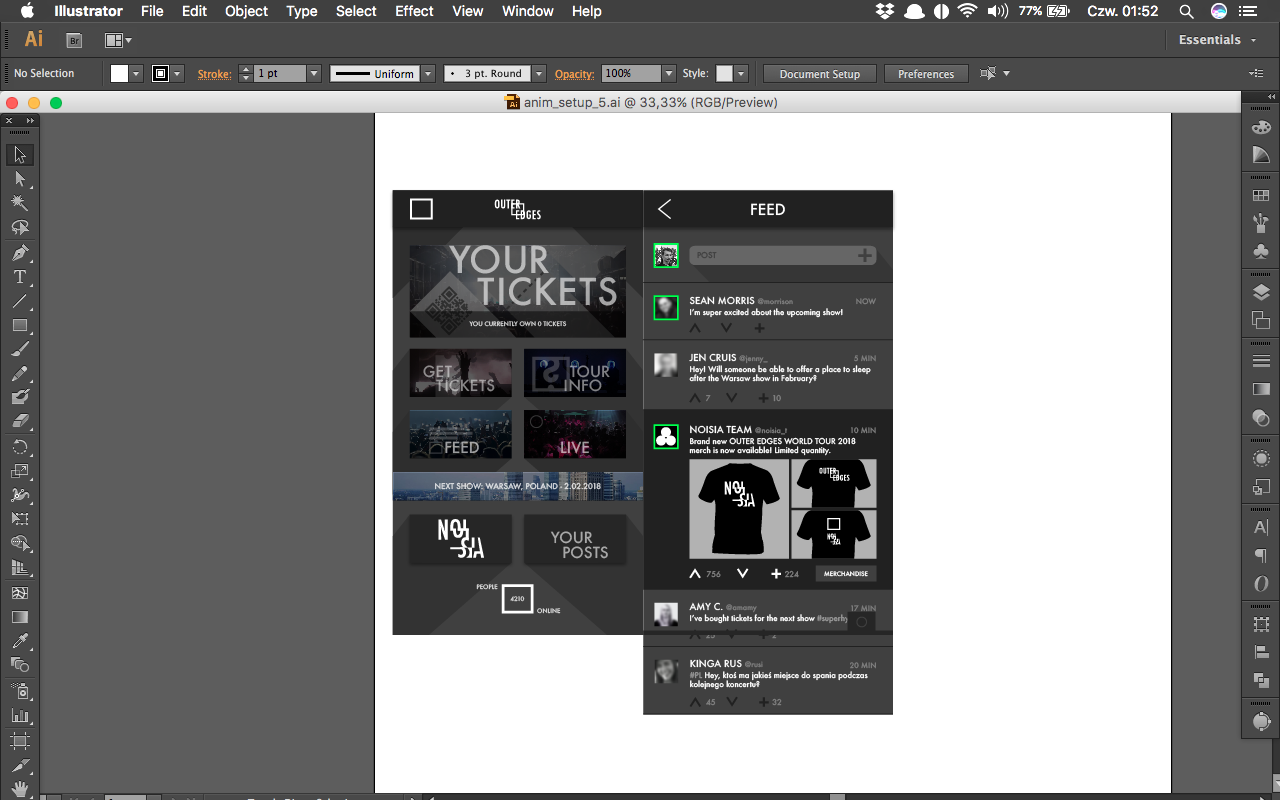 Illustrator File Edit Object Type Select Effect View Window Help 77% Czw. 01:52
Ai Br Essentials
No Selection Stroke: 1 pt Uniform 3 pt. Round Opacity: 100% Style: Document Setup Preferences
anim_setup_5.ai @ 33,33% (RGB/Preview)
OUTER
EDGES
YOUR
TICKETS
YOU CURRENTLY OWN 0 TICKETS
GET
TICKETS
TOUR
INFO
FEED
LIVE
NEXT SHOW: WARSAW, POLAND - 2.02.2018
NOISIA
YOUR
POSTS
PEOPLE
4210
ONLINE
FEED
POST
SEAN MORRIS @morrison NOW
I'm super excited about the upcoming show!
JEN CRUIS @jenny_ 5 MIN
Hey! Will someone be able to offer a place to sleep
after the Warsaw show in February?
7 10
NOISIA TEAM @noisia_t 10 MIN
Brand new OUTER EDGES WORLD TOUR 2018
merch is now available! Limited quantity.
NOISIA
OUTER
EDGES
NOISIA
756 224 MERCHANDISE
AMY C. @amamy 17 MIN
I've bought tickets for the next show #superhy
2
KINGA RUS @rusi 20 MIN
#PL Hey, ktoś ma jakieś miejsce do spania podczas
kolejnego koncertu?
45 32